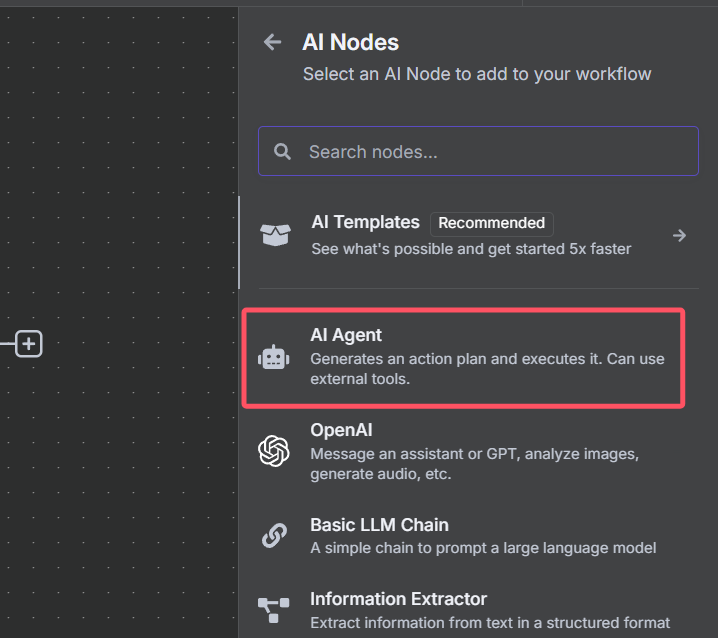 AI Nodes
Select an AI Node to add to your workflow
Search nodes...
AI Templates Recommended
See what's possible and get started 5x faster
AI Agent
Generates an action plan and executes it. Can use
external tools.
OpenAI
Message an assistant or GPT, analyze images,
generate audio, etc.
Basic LLM Chain
A simple chain to prompt a large language model
Information Extractor
Extract information from text in a structured format